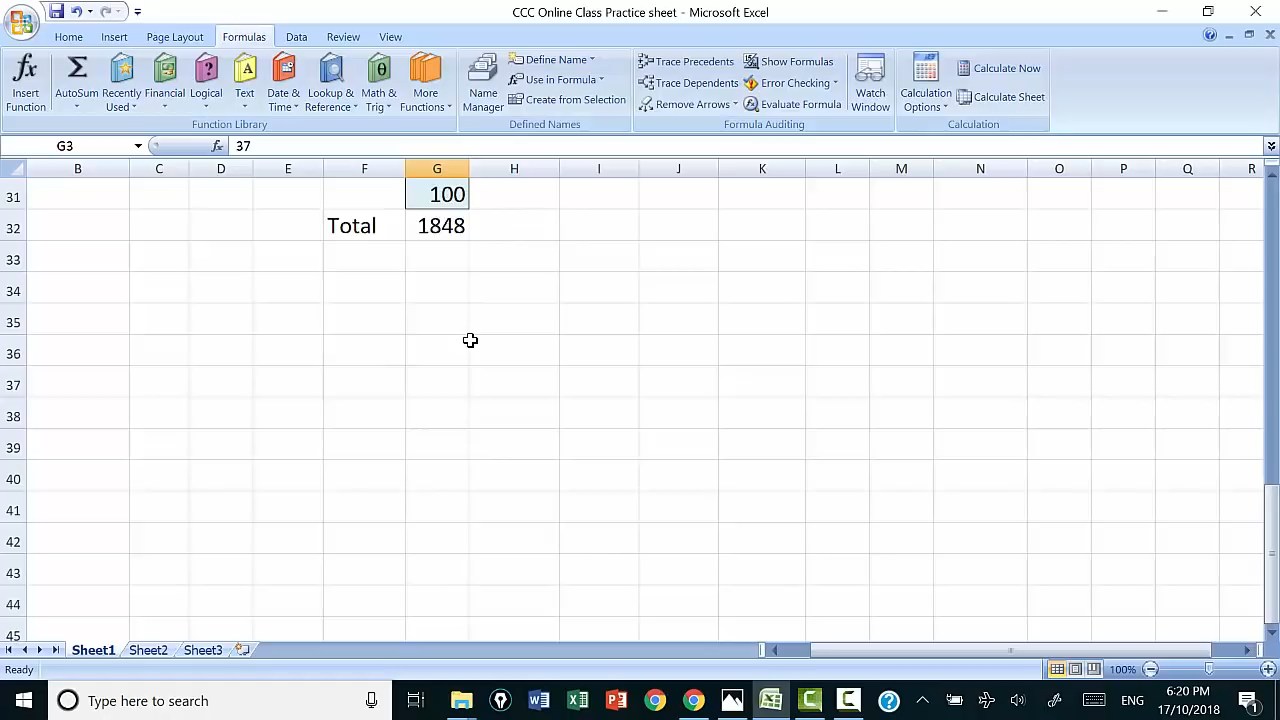 CCC Online Class Practice sheet - Microsoft Excel
Home Insert Page Layout Formulas Data Review View
fx Insert Function
Σ AutoSum
Recently Used
Financial
Logical
Text
Date & Time
Lookup & Reference
Math & Trig
More Functions
Function Library
Name Manager
Define Name
Use in Formula
Create from Selection
Defined Names
Trace Precedents
Trace Dependents
Remove Arrows
Show Formulas
Error Checking
Evaluate Formula
Formula Auditing
Watch Window
Calculation Options
Calculate Now
Calculate Sheet
Calculation
G3 fx 37
B C D E F G H I J K L M N O P Q R
31 100
32 Total 1848
33
34
35
36
37
38
39
40
41
42
43
44
45
Sheet1 Sheet2 Sheet3
Ready 100%
Type here to search
ENG
6:20 PM
17/10/2018
1